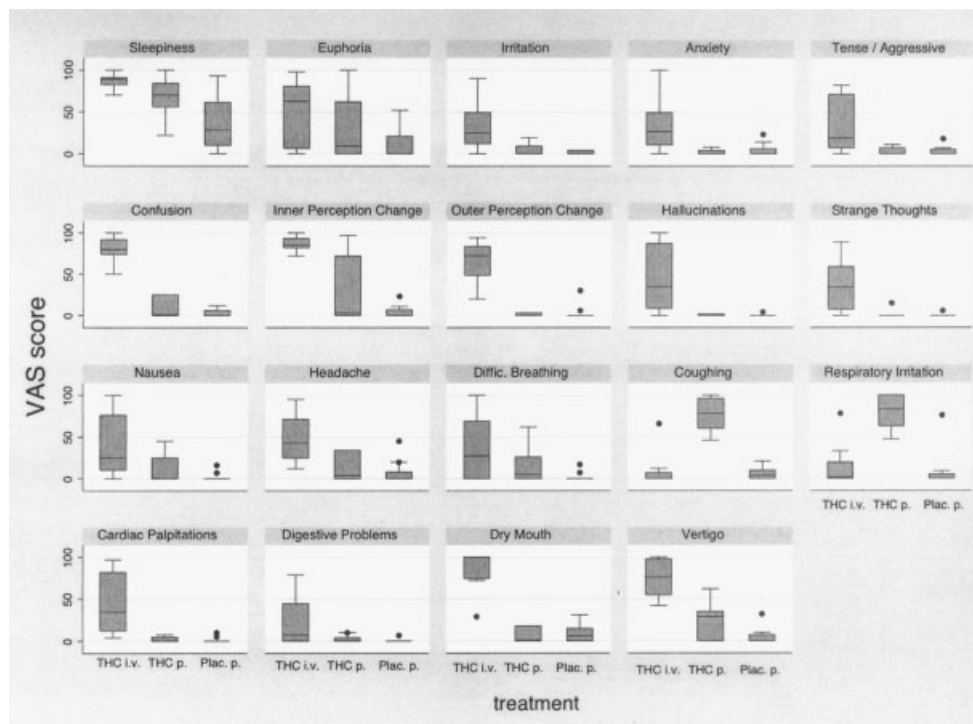 Sleepiness Euphoria Irritation Anxiety Tense / Aggressive
100
50
0
Confusion Inner Perception Change Outer Perception Change Hallucinations Strange Thoughts
100
50
0
VAS score
Nausea Headache Diffic. Breathing Coughing Respiratory Irritation
100
50
0
THC i.v. THC p. Plac. p.
Cardiac Palpitations Digestive Problems Dry Mouth Vertigo
100
50
0
THC i.v. THC p. Plac. p. THC i.v. THC p. Plac. p. THC i.v. THC p. Plac. p. THC i.v. THC p. Plac. p.
treatment